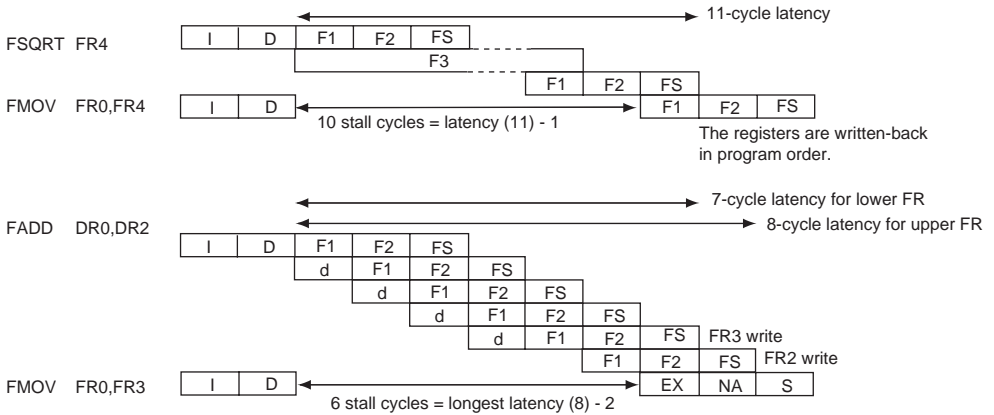 11-cycle latency
FSQRT FR4 I D F1 F2 FS
F3
F1 F2 FS
FMOV FR0,FR4 I D F1 F2 FS
10 stall cycles = latency (11) - 1
The registers are written-back
in program order.
7-cycle latency for lower FR
8-cycle latency for upper FR
FADD DR0,DR2 I D F1 F2 FS
d F1 F2 FS
d F1 F2 FS
d F1 F2 FS
d F1 F2 FS FR3 write
F1 F2 FS FR2 write
FMOV FR0,FR3 I D EX NA S
6 stall cycles = longest latency (8) - 2